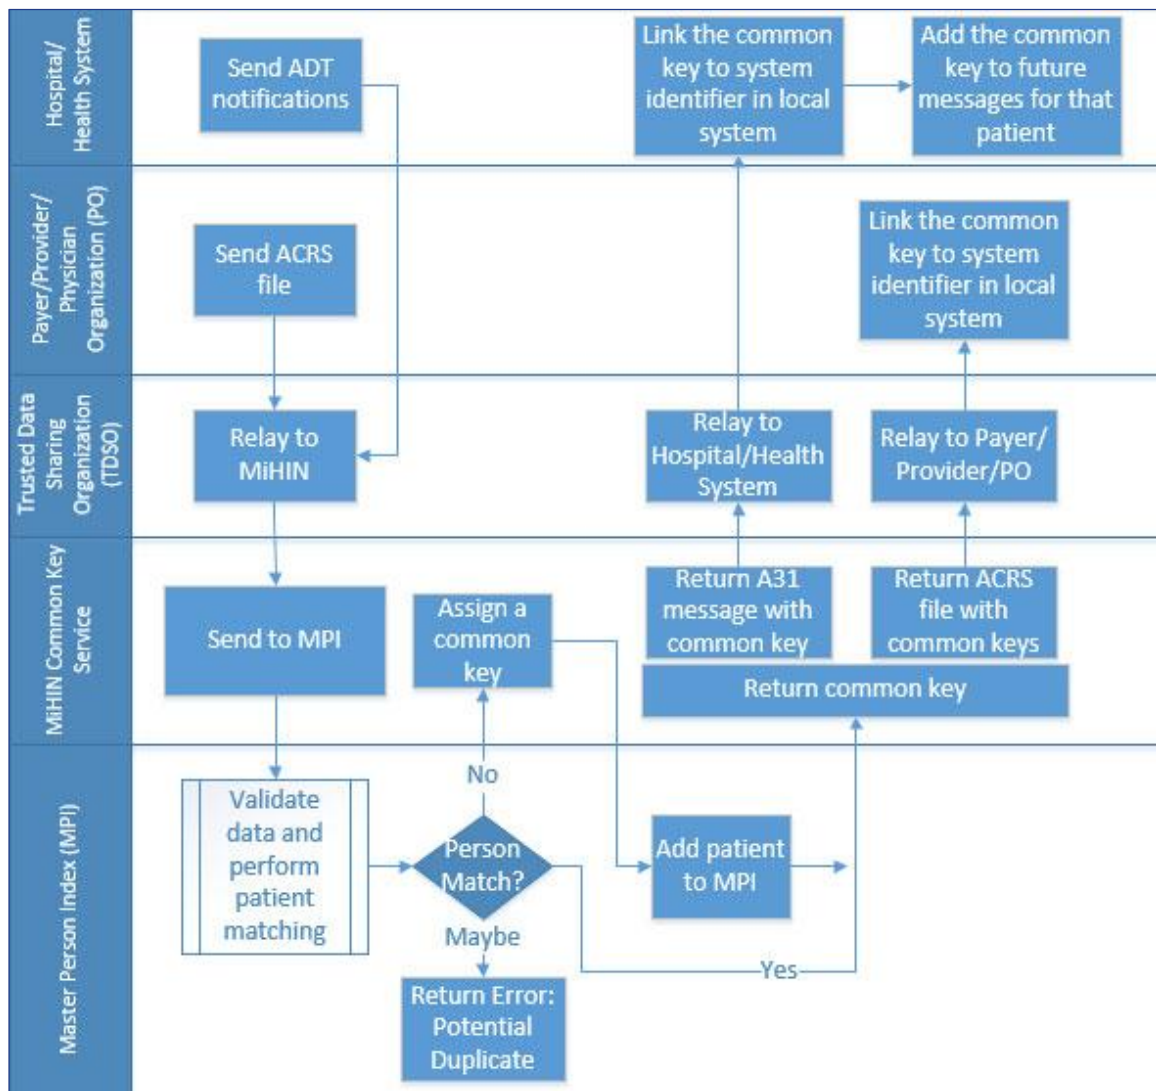 Hospital/
Health System
Send ADT
notifications
Link the common
key to system
identifier in local
system
Add the common
key to future
messages for that
patient
Payer/Provider/
Physician
Organization (PO)
Send ACRS
file
Link the common
key to system
identifier in local
system
Trusted Data
Sharing
Organization
(TDSO)
Relay to
MiHIN
Relay to
Hospital/Health
System
Relay to Payer/
Provider/PO
MiHIN Common Key
Service
Send to MPI
Assign a
common
key
Return A31
message with
common key
Return ACRS
file with
common keys
Return common key
Master Person Index (MPI)
Validate
data and
perform
patient
matching
No
Person
Match?
Maybe
Add patient
to MPI
Yes
Return Error:
Potential
Duplicate